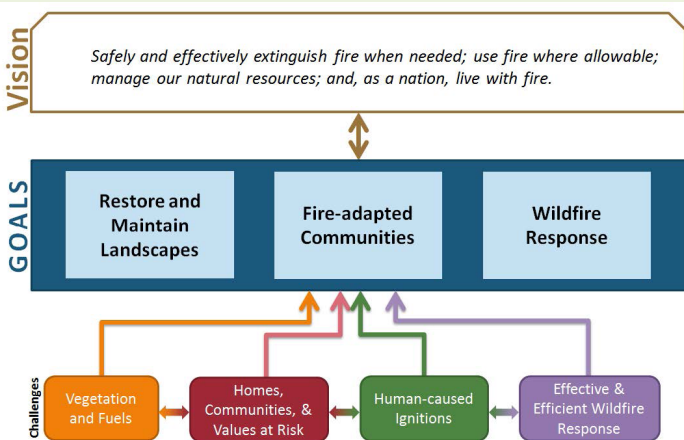 Vision
Safely and effectively extinguish fire when needed; use fire where allowable;
manage our natural resources; and, as a nation, live with fire.
GOALS
Restore and
Maintain
Landscapes
Fire-adapted
Communities
Wildfire
Response
Challenges
Vegetation
and Fuels
Homes,
Communities, &
Values at Risk
Human-caused
Ignitions
Effective &
Efficient Wildfire
Response